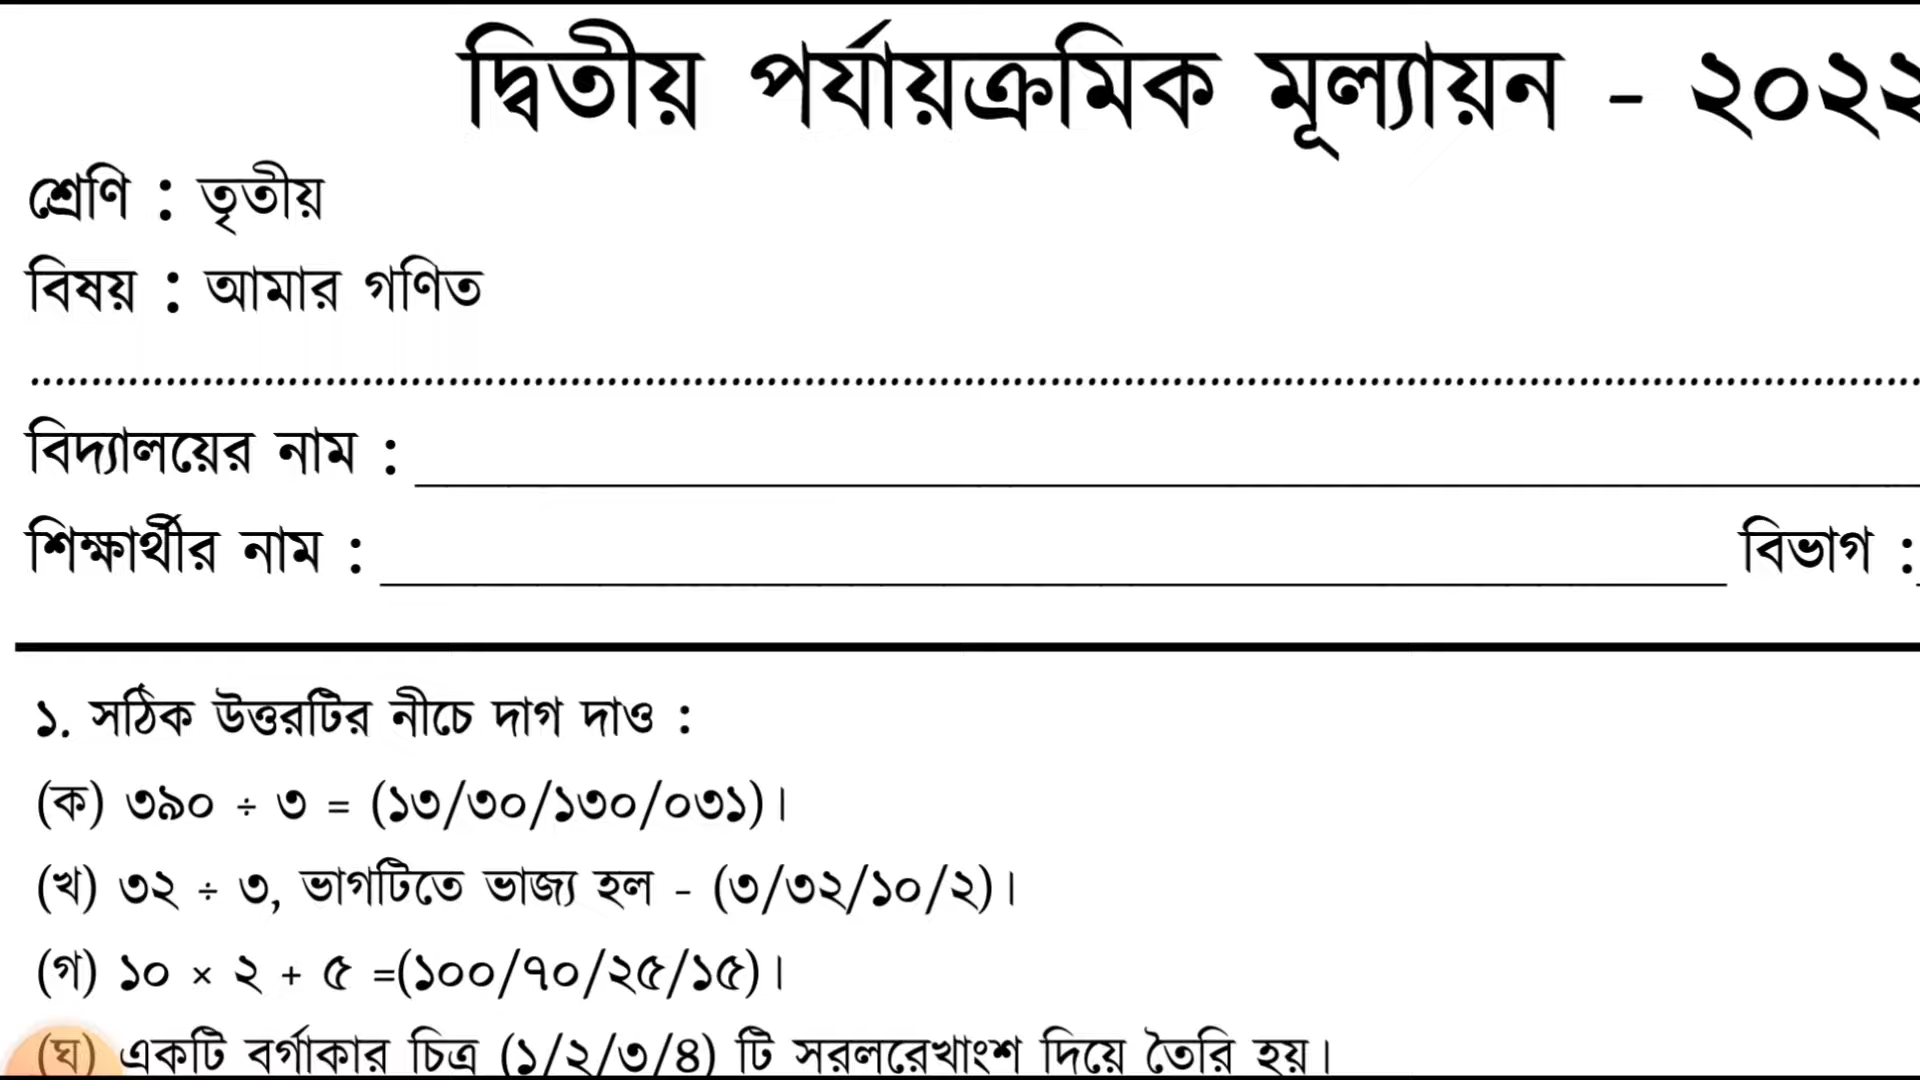 দ্বিতীয় পর্যায়ক্রমিক মূল্যায়ন - ২০২২
শ্রেণি : তৃতীয়
বিষয় : আমার গণিত
বিদ্যালয়ের নাম :
শিক্ষার্থীর নাম : বিভাগ :
১. সঠিক উত্তরটির নীচে দাগ দাও :
(ক) ৩৯০ ÷ ৩ = (১৩/৩০/১৩০/০৩১)।
(খ) ৩২ ÷ ৩, ভাগটিতে ভাজ্য হল - (৩/৩২/১০/২)।
(গ) ১০ × ২ + ৫ =(১০০/৭০/২৫/১৫)।
(ঘ) একটি বর্গাকার চিত্র (১/২/৩/৪) টি সরলরেখাংশ দিয়ে তৈরি হয়।